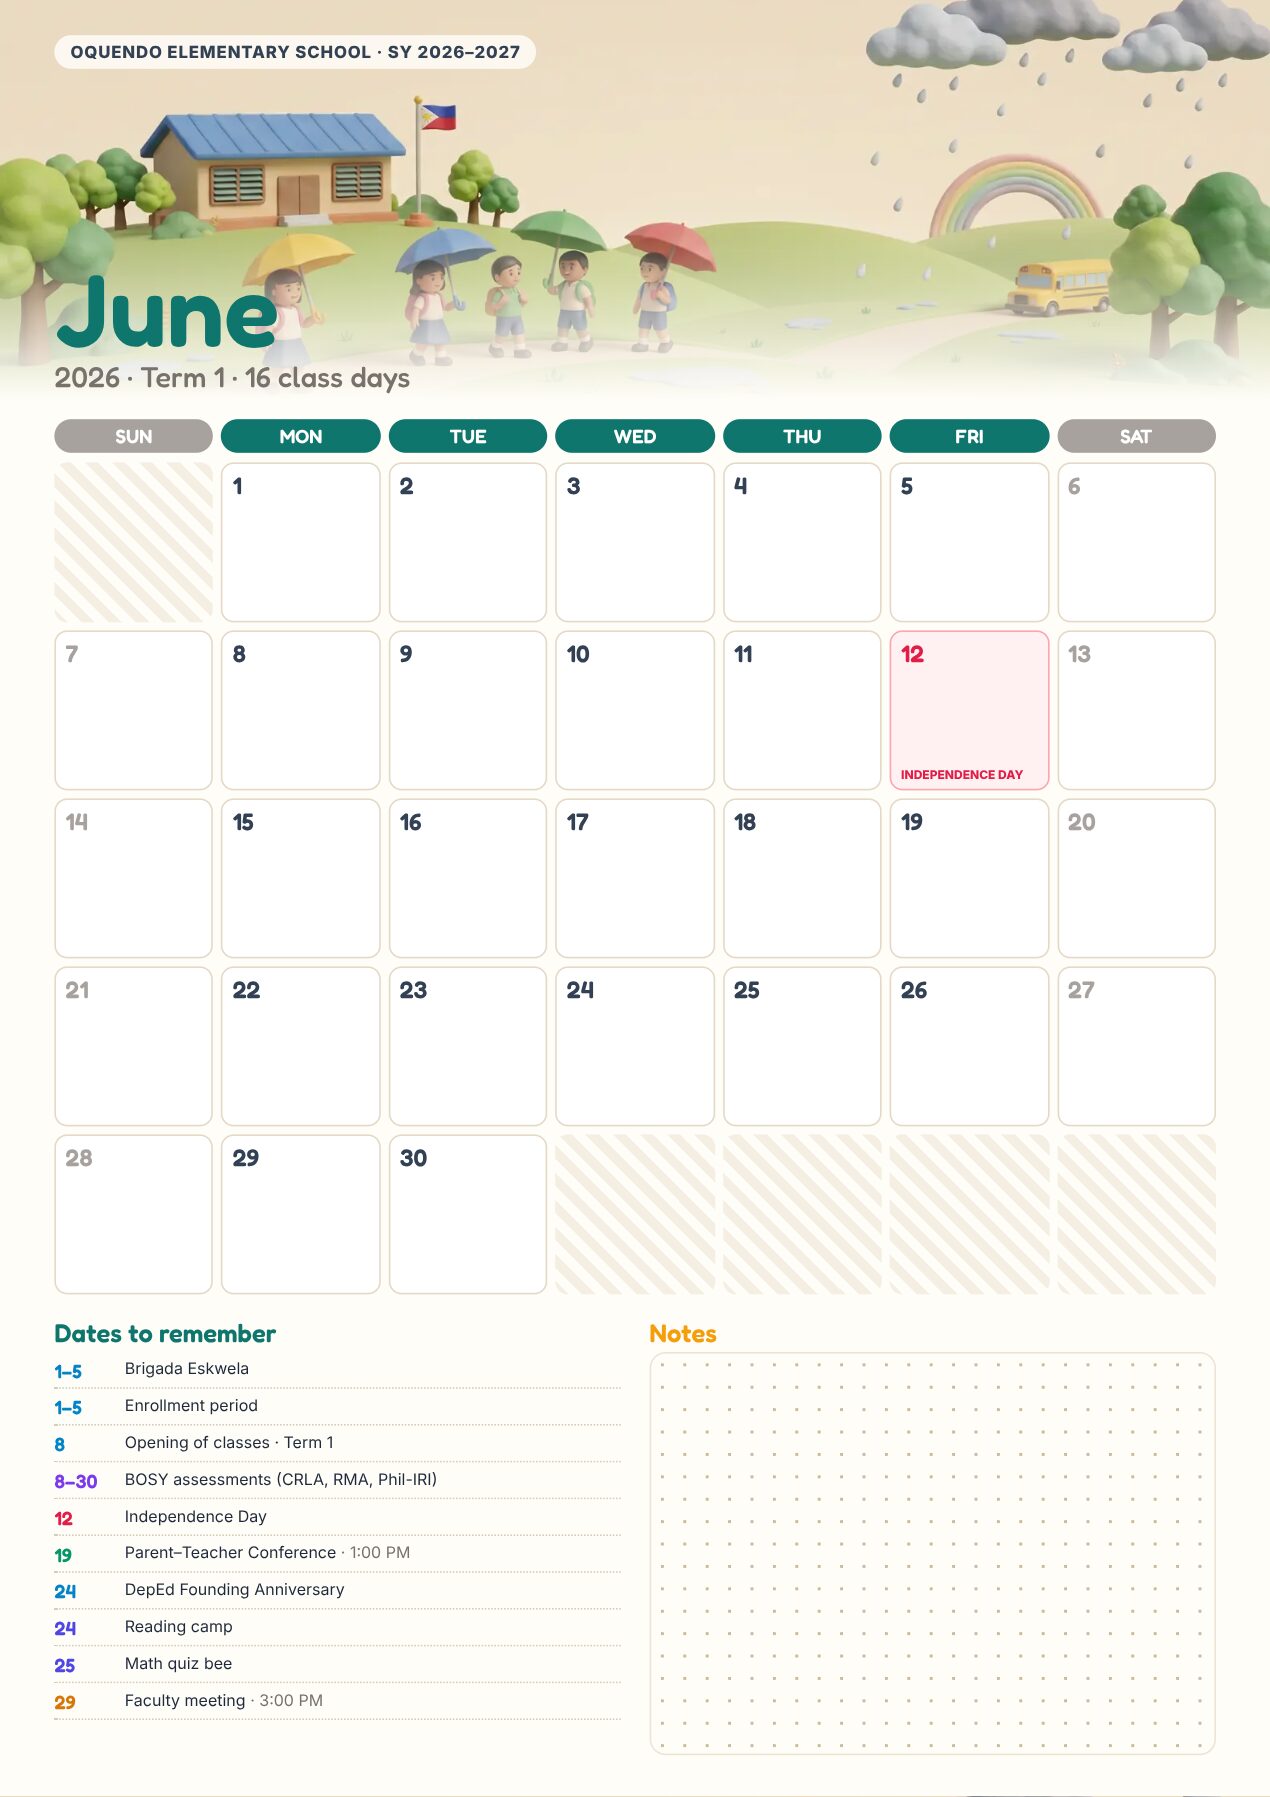 OQUENDO ELEMENTARY SCHOOL · SY 2026–2027
June
2026 · Term 1 · 16 class days
SUN MON TUE WED THU FRI SAT
1 2 3 4 5 6
7 8 9 10 11 12 13
INDEPENDENCE DAY
14 15 16 17 18 19 20
21 22 23 24 25 26 27
28 29 30
Dates to remember
1–5 Brigada Eskwela
1–5 Enrollment period
8 Opening of classes · Term 1
8–30 BOSY assessments (CRLA, RMA, Phil-IRI)
12 Independence Day
19 Parent–Teacher Conference · 1:00 PM
24 DepEd Founding Anniversary
24 Reading camp
25 Math quiz bee
29 Faculty meeting · 3:00 PM
Notes